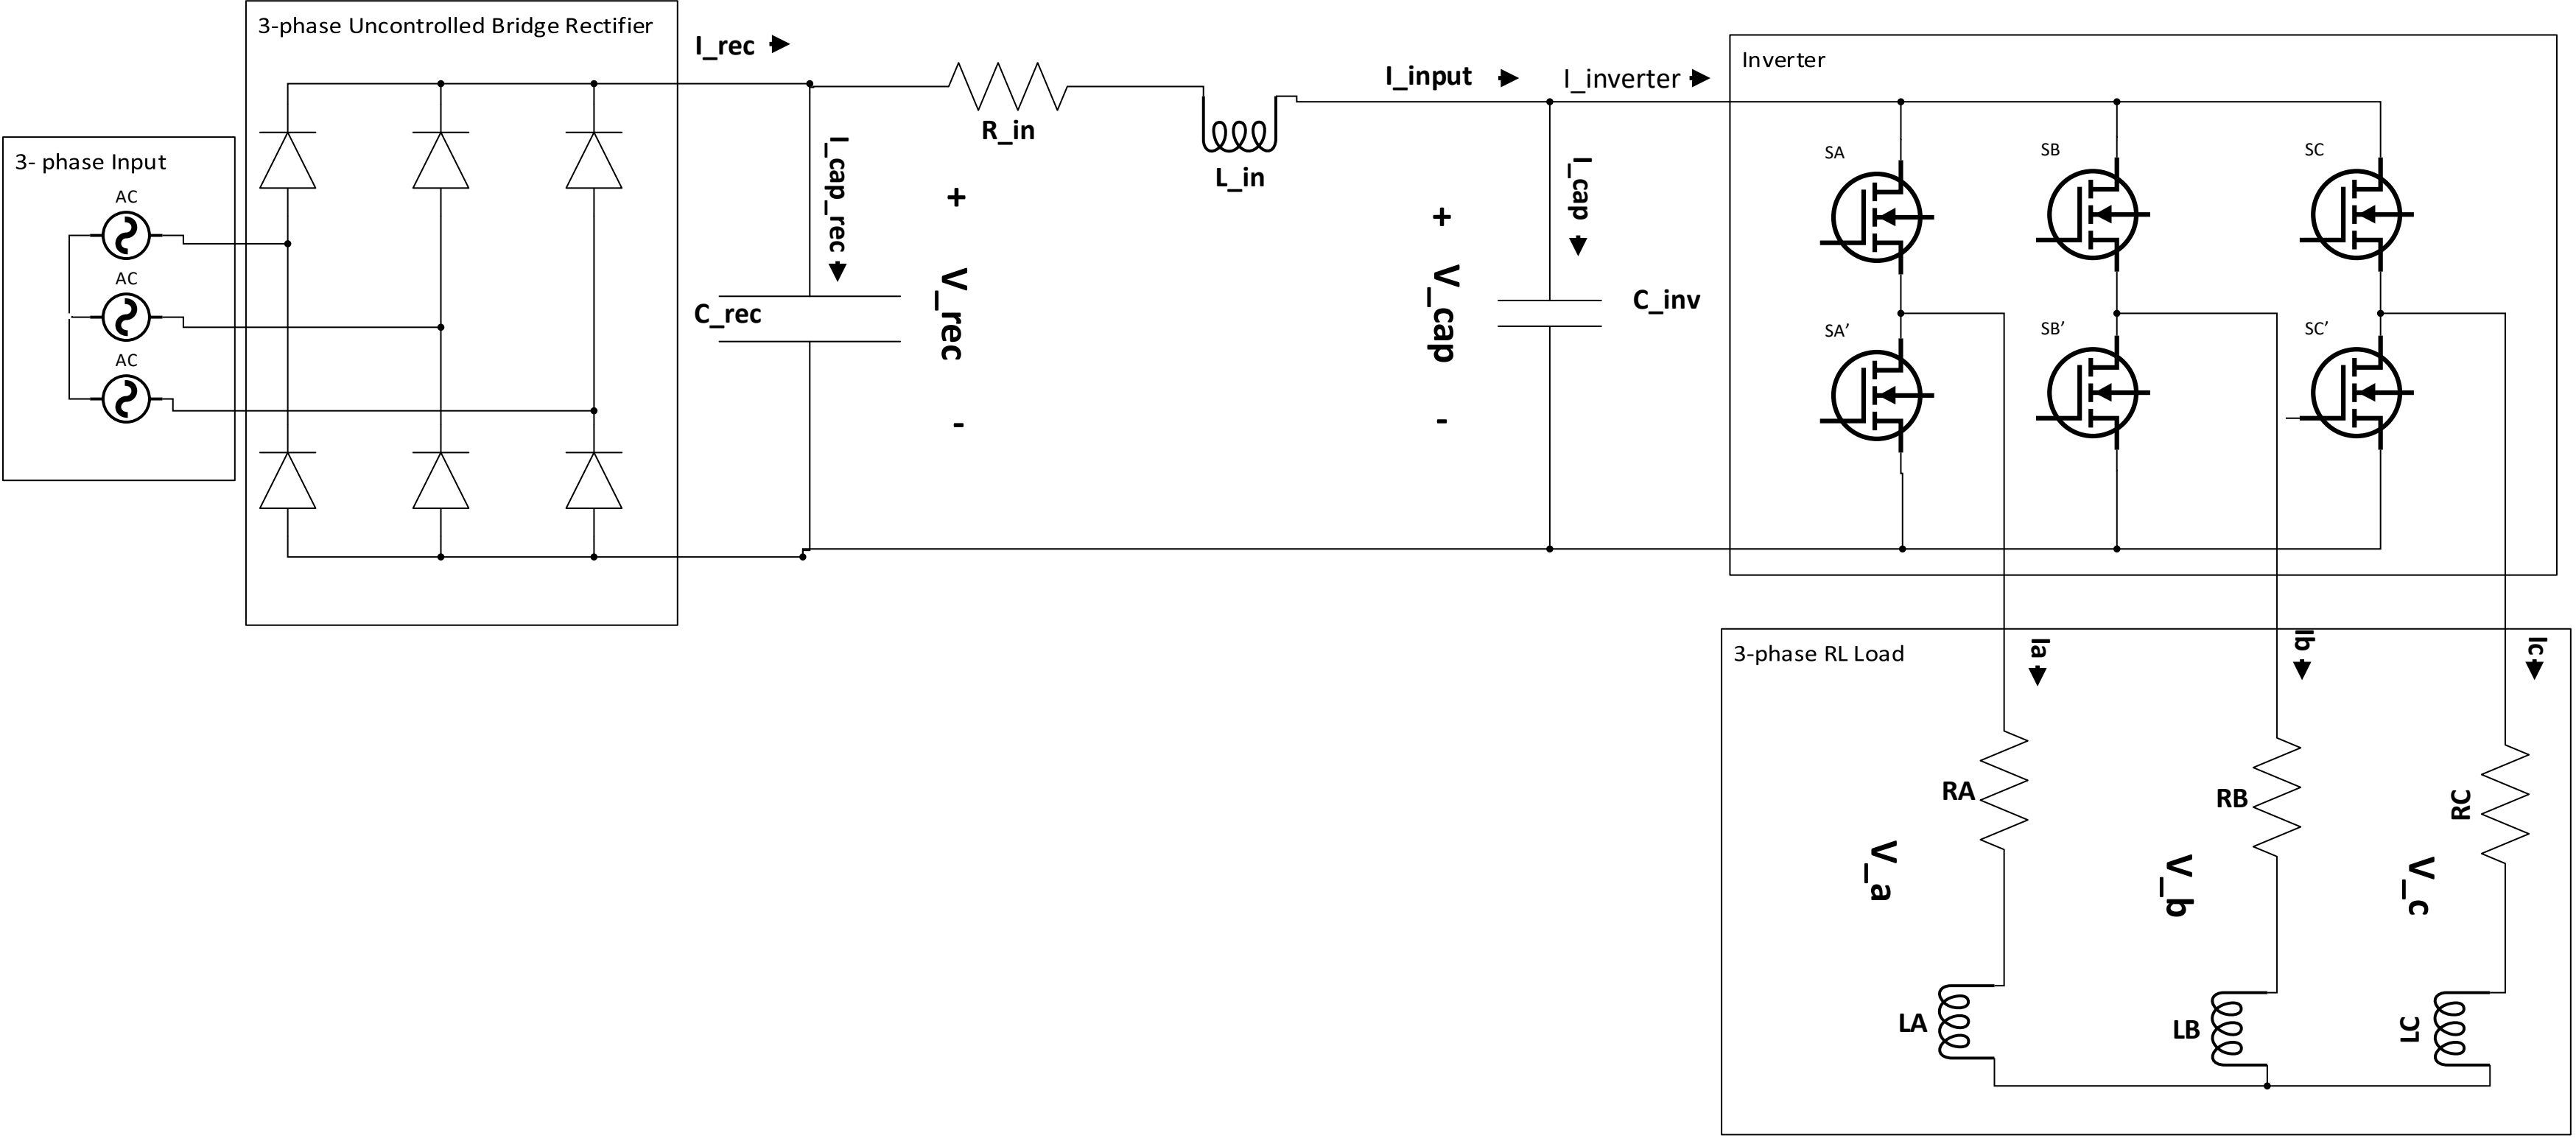 3-phase Uncontrolled Bridge Rectifier
I_rec
I_input
I_inverter
Inverter
3- phase Input
AC
AC
AC
I_cap_rec
C_rec
R_in
L_in
+
V_rec
-
+
V_cap
-
I_cap
C_inv
SA
SB
SC
SA’
SB’
SC’
3-phase RL Load
Ia
Ib
Ic
RA
RB
RC
V_a
V_b
V_c
LA
LB
LC